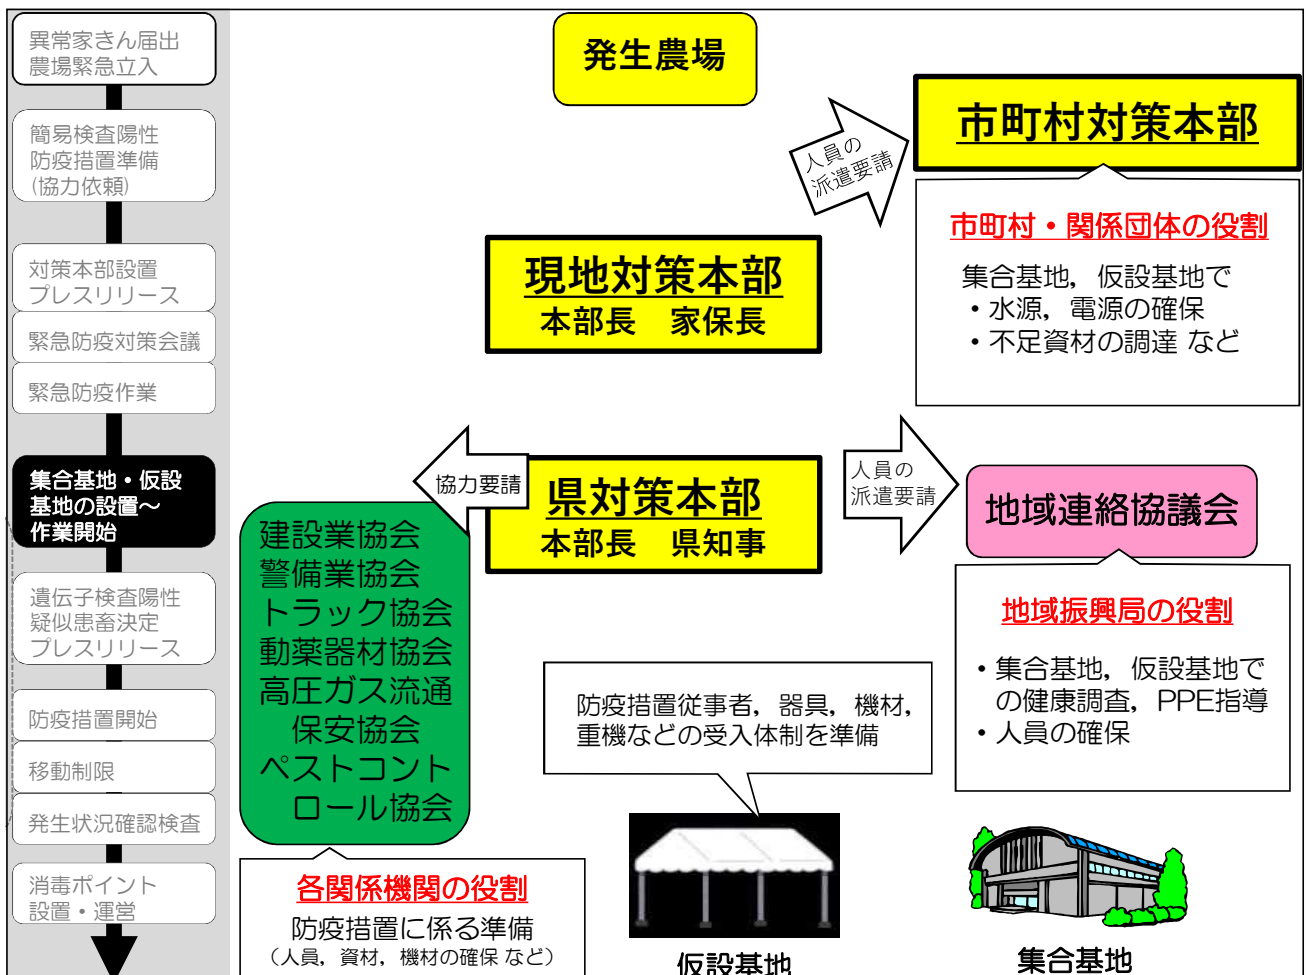 異常家きん届出
農場緊急立入
簡易検査陽性
防疫措置準備
(協力依頼)
対策本部設置
プレスリリース
緊急防疫対策会議
緊急防疫作業
集合基地・仮設
基地の設置～
作業開始
遺伝子検査陽性
疑似患畜決定
プレスリリース
防疫措置開始
移動制限
発生状況確認検査
消毒ポイント
設置・運営
発生農場
人員の
派遣要請
市町村対策本部
市町村・関係団体の役割
集合基地，仮設基地で
・水源，電源の確保
・不足資材の調達 など
現地対策本部
本部長　家保長
協力要請
県対策本部
本部長　県知事
人員の
派遣要請
地域連絡協議会
地域振興局の役割
・集合基地，仮設基地で
の健康調査，PPE指導
・人員の確保
建設業協会
警備業協会
トラック協会
動薬器材協会
高圧ガス流通
保安協会
ペストコント
ロール協会
各関係機関の役割
防疫措置に係る準備
（人員，資材，機材の確保 など）
防疫措置従事者，器具，機材，
重機などの受入体制を準備
仮設基地
集合基地